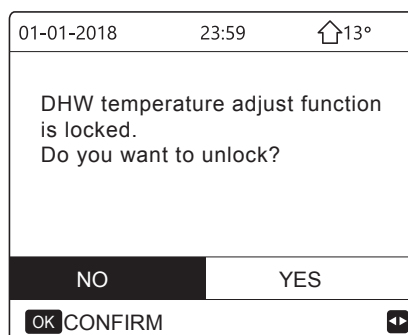 01-01-2018 23:59 13°
DHW temperature adjust function
is locked.
Do you want to unlock?
NO YES
OK CONFIRM